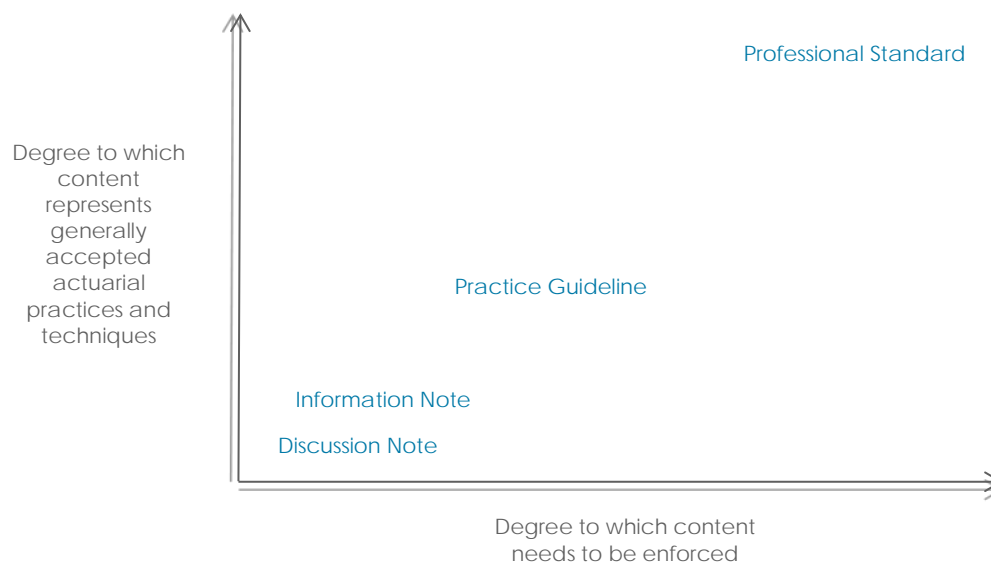 Professional Standard
Degree to which
content
represents
generally
accepted
actuarial
practices and
techniques
Practice Guideline
Information Note
Discussion Note
Degree to which content
needs to be enforced